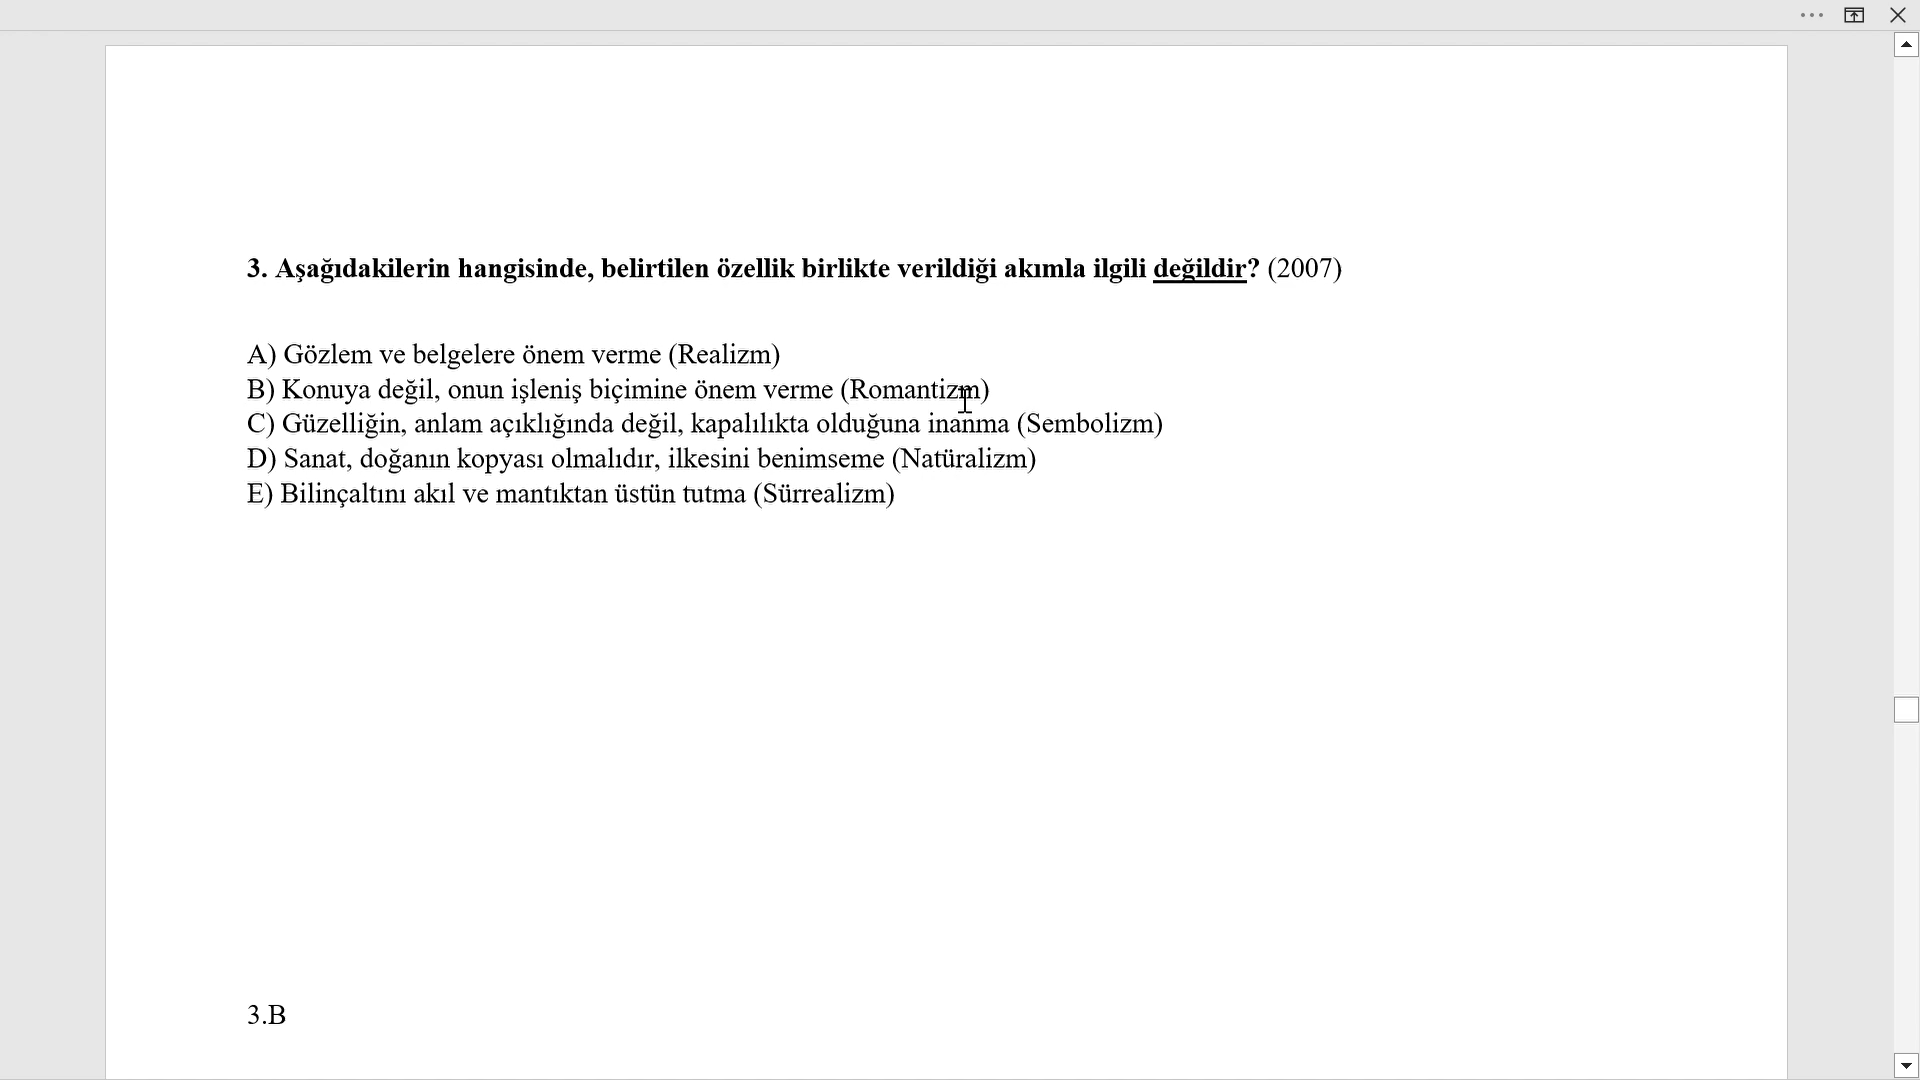 3. Aşağıdakilerin hangisinde, belirtilen özellik birlikte verildiği akımla ilgili değildir? (2007)
A) Gözlem ve belgelere önem verme (Realizm)
B) Konuya değil, onun işleniş biçimine önem verme (Romantizm)
C) Güzelliğin, anlam açıklığında değil, kapalılıkta olduğuna inanma (Sembolizm)
D) Sanat, doğanın kopyası olmalıdır, ilkesini benimseme (Natüralizm)
E) Bilinçaltını akıl ve mantıktan üstün tutma (Sürrealizm)
3.B